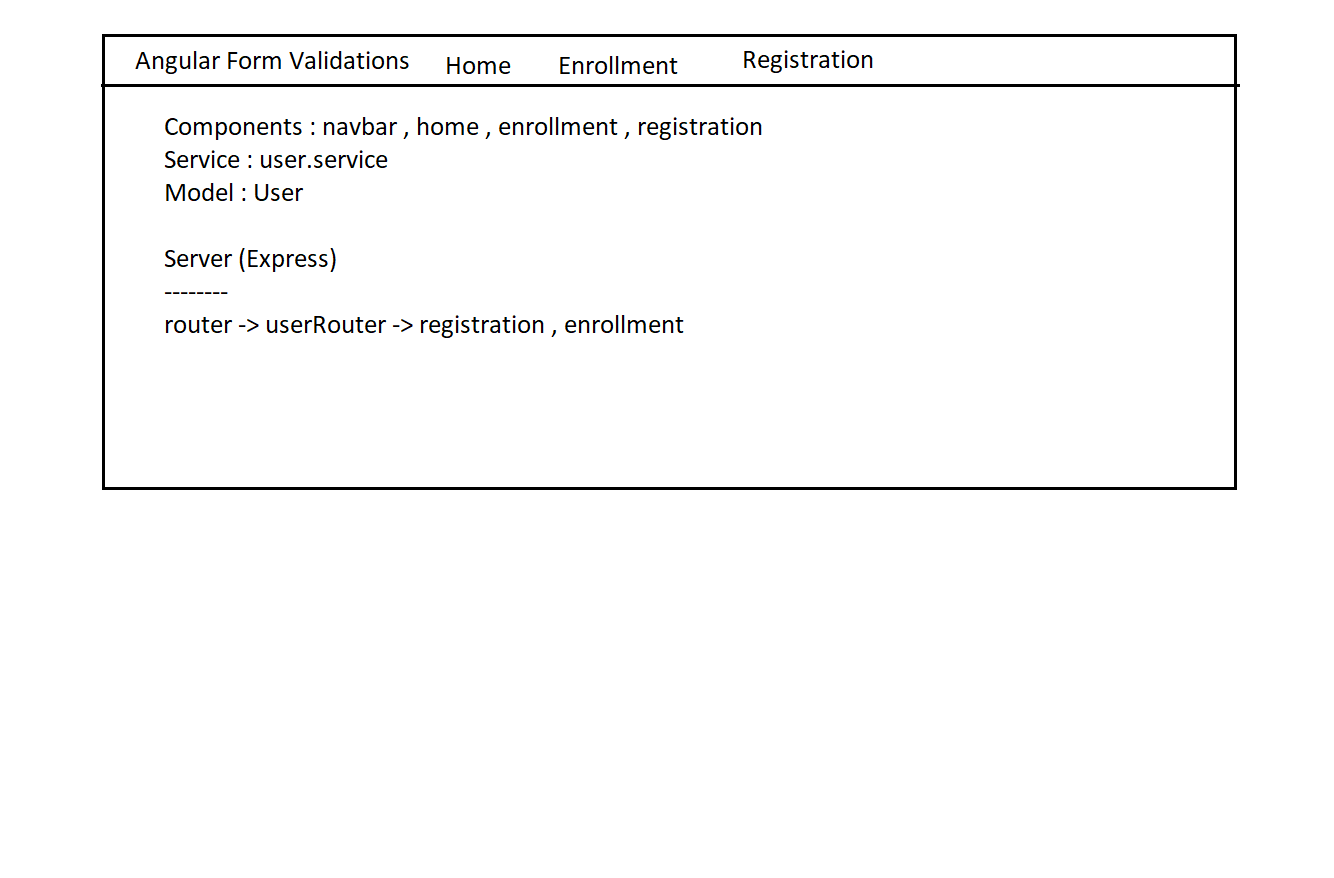 Angular Form Validations Home Enrollment Registration
Components : navbar , home , enrollment , registration
Service : user.service
Model : User
Server (Express)
--------
router -> userRouter -> registration , enrollment